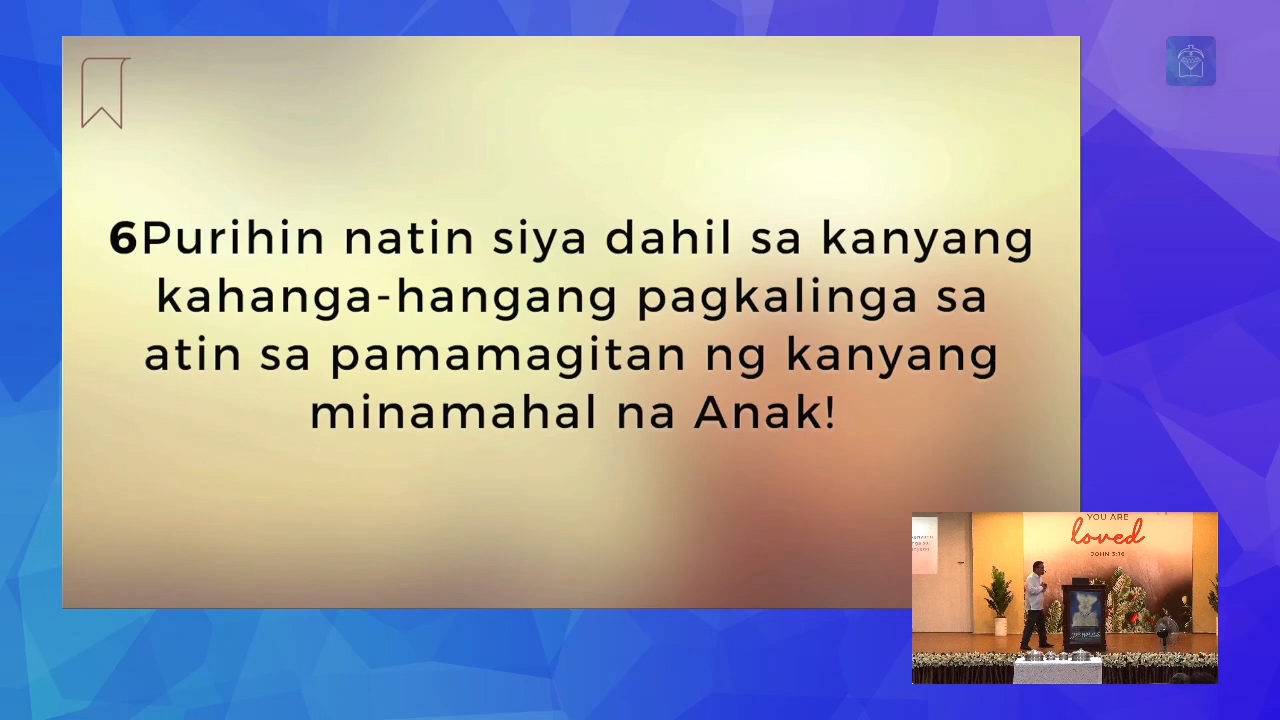 6Purihin natin siya dahil sa kanyang
kahanga-hangang pagkalinga sa
atin sa pamamagitan ng kanyang
minamahal na Anak!
YOU ARE
loved
JOHN 3:16